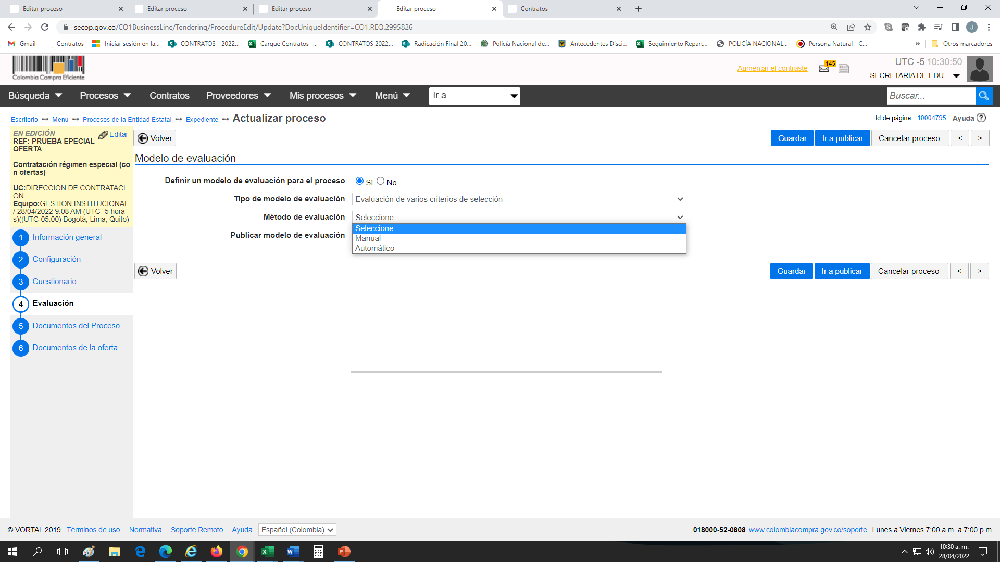 Editar proceso
Editar proceso
Editar proceso
Editar proceso
Contratos
secop.gov.co/CO1BusinessLine/Tendering/ProcedureEdit/Update?DocUniqueIdentifier=CO1.REQ.2995826
J
Gmail
Contratos
Iniciar sesión en la...
CONTRATOS - 2022...
Cargue Contratos -...
CONTRATOS 2022...
Radicación Final 20...
Policía Nacional de...
Antecedentes Disci...
Seguimiento Repart...
POLICÍA NACIONAL...
Persona Natural - C...
»
Otros marcadores
Colombia Compra Eficiente
Aumentar el contraste
145
UTC -5 10:30:50
SECRETARIA DE EDU...
Búsqueda
Procesos
Contratos
Proveedores
Mis procesos
Menú
Ir a
Buscar...
Escritorio → Menú → Procesos de la Entidad Estatal → Expediente → Actualizar proceso
Id de página:: 10004795
Ayuda ?
EN EDICIÓN
Editar
REF: PRUEBA EPECIAL
OFERTA
Contratación régimen especial (co
n ofertas)
UC:DIRECCION DE CONTRATACI
ON
Equipo:GESTION INSTITUCIONAL
/ 28/04/2022 9:08 AM (UTC -5 hora
s)((UTC-05:00) Bogotá, Lima, Quito)
1 Información general
2 Configuración
3 Cuestionario
4 Evaluación
5 Documentos del Proceso
6 Documentos de la oferta
Volver
Guardar
Ir a publicar
Cancelar proceso
<
>
Modelo de evaluación
Definir un modelo de evaluación para el proceso
Sí
No
Tipo de modelo de evaluación
Evaluación de varios criterios de selección
Método de evaluación
Seleccione
Seleccione
Manual
Automático
Publicar modelo de evaluación
Volver
Guardar
Ir a publicar
Cancelar proceso
<
>
© VORTAL 2019
Términos de uso
Normativa
Soporte Remoto
Ayuda
Español (Colombia)
018000-52-0808 www.colombiacompra.gov.co/soporte Lunes a Viernes 7:00 a.m. a 7:00 p.m.
10:30 a. m.
28/04/2022